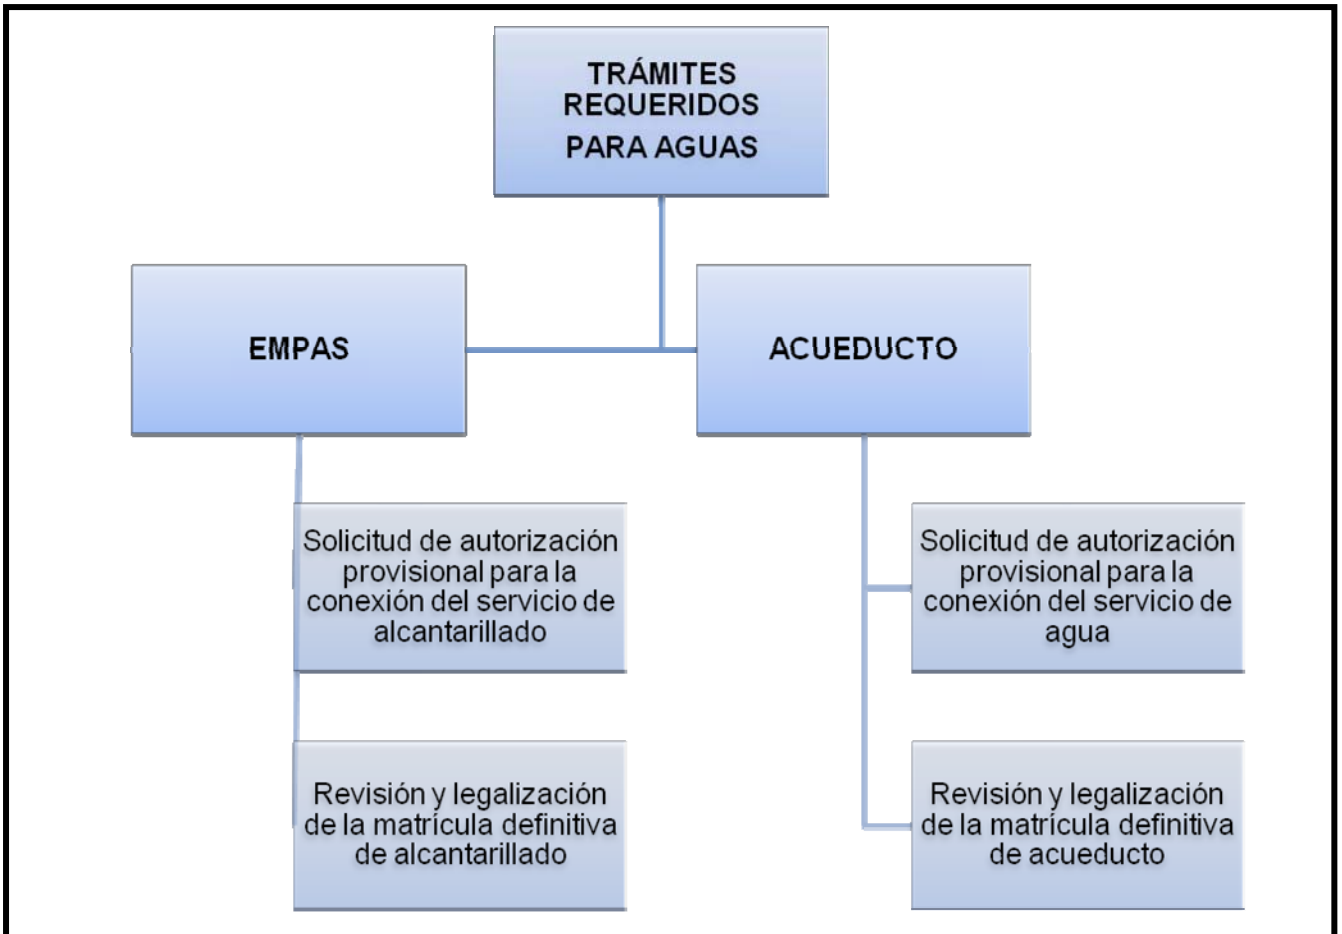 TRÁMITES
REQUERIDOS
PARA AGUAS
EMPAS
ACUEDUCTO
Solicitud de autorización
provisional para la
conexión del servicio de
alcantarillado
Solicitud de autorización
provisional para la
conexión del servicio de
agua
Revisión y legalización
de la matrícula definitiva
de alcantarillado
Revisión y legalización
de la matrícula definitiva
de acueducto